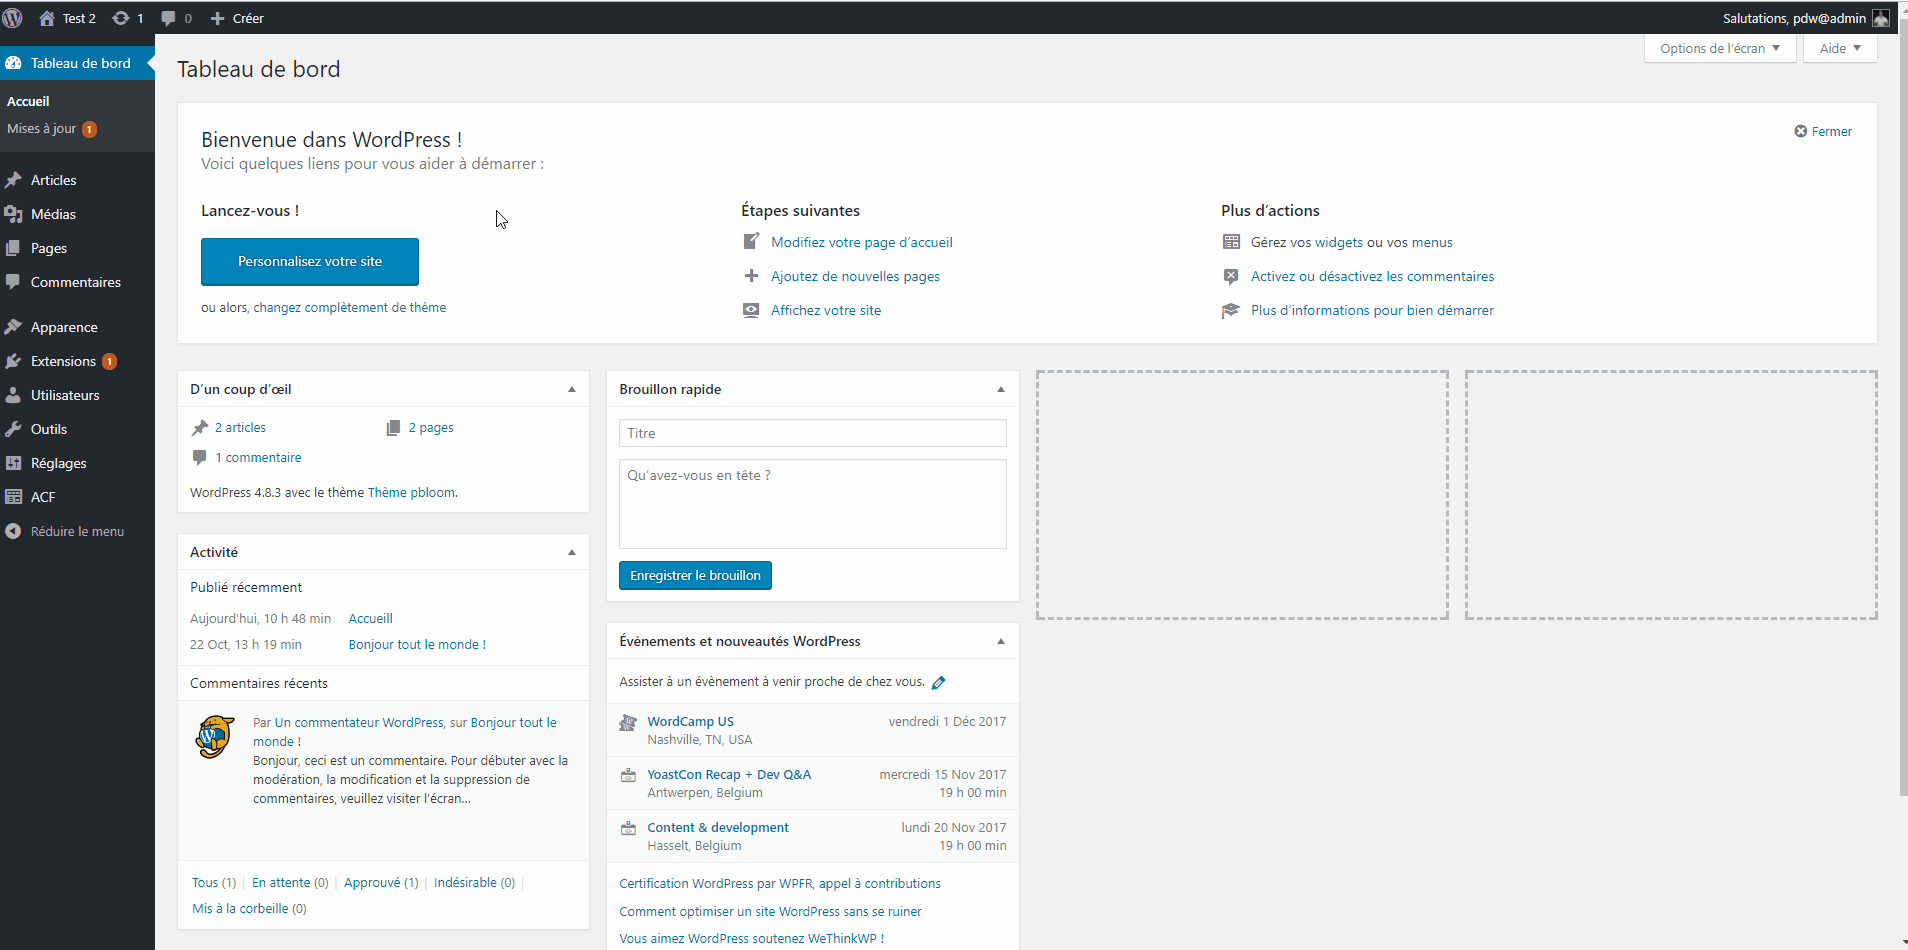 Test 2 1 0 Créer
Salutations, pdw@admin
Tableau de bord
Accueil
Mises à jour 1
Articles
Médias
Pages
Commentaires
Apparence
Extensions 1
Utilisateurs
Outils
Réglages
ACF
Réduire le menu
Options de l'écran
Aide
Tableau de bord
Bienvenue dans WordPress !
Fermer
Voici quelques liens pour vous aider à démarrer :
Lancez-vous !
Personnalisez votre site
ou alors, changez complètement de thème
Étapes suivantes
Modifiez votre page d’accueil
Ajoutez de nouvelles pages
Affichez votre site
Plus d’actions
Gérez vos widgets ou vos menus
Activez ou désactivez les commentaires
Plus d’informations pour bien démarrer
D’un coup d’œil
2 articles
2 pages
1 commentaire
WordPress 4.8.3 avec le thème Thème pbloom.
Activité
Publié récemment
Aujourd’hui, 10 h 48 min Accueill
22 Oct, 13 h 19 min Bonjour tout le monde !
Commentaires récents
Par Un commentateur WordPress, sur Bonjour tout le
monde !
Bonjour, ceci est un commentaire. Pour débuter avec la
modération, la modification et la suppression de
commentaires, veuillez visiter l’écran…
Tous (1) | En attente (0) | Approuvé (1) | Indésirable (0) |
Mis à la corbeille (0)
Brouillon rapide
Titre
Qu’avez-vous en tête ?
Enregistrer le brouillon
Évènements et nouveautés WordPress
Assister à un évènement à venir proche de chez vous.
WordCamp US vendredi 1 Déc 2017
Nashville, TN, USA
YoastCon Recap + Dev Q&A mercredi 15 Nov 2017
Antwerpen, Belgium 19 h 00 min
Content & development lundi 20 Nov 2017
Hasselt, Belgium 19 h 00 min
Certification WordPress par WPFR, appel à contributions
Comment optimiser un site WordPress sans se ruiner
Vous aimez WordPress soutenez WeThinkWP !